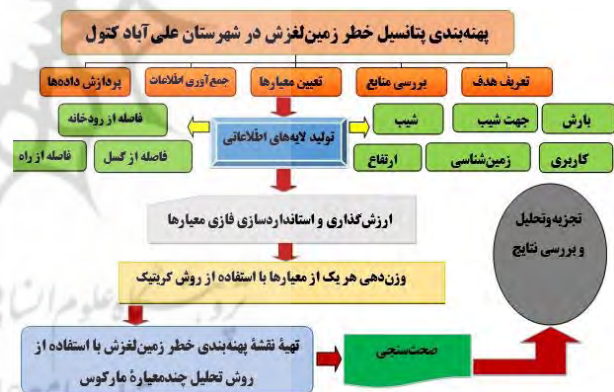 پهنه‌بندی پتانسیل خطر زمین‌لغزش در شهرستان علی‌آباد کتول
تعریف هدف
بررسی منابع
تعیین معیارها
جمع‌آوری اطلاعات
پردازش داده‌ها
بارش
جهت شیب
شیب
تولید لایه‌های اطلاعاتی
فاصله از رودخانه
کاربری
زمین‌شناسی
ارتفاع
فاصله از گسل
فاصله از راه
ارزش‌گذاری و استانداردسازی فازی معیارها
وزن‌دهی هر یک از معیارها با استفاده از روش کریتیک
تهیهٔ نقشهٔ پهنه‌بندی خطر زمین‌لغزش با استفاده از
روش تحلیل چندمعیارهٔ مارکوس
صحت‌سنجی
تجزیه‌وتحلیل
و بررسی نتایج